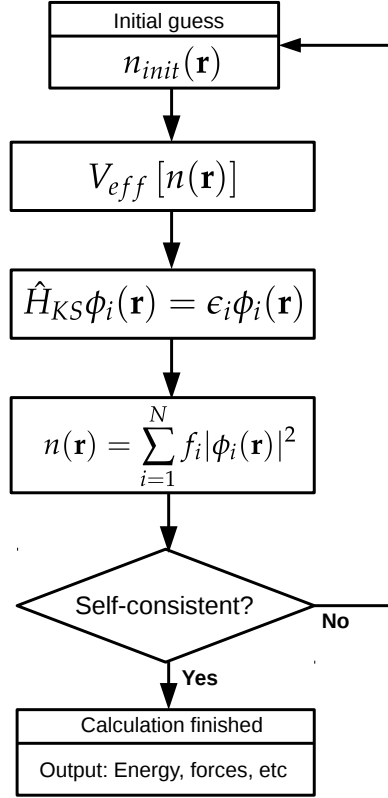 Initial guess
n_{init}(𝐫)
V_{eff} [n(𝐫)]
Ĥ_{KS}ϕ_i(𝐫) = ϵ_iϕ_i(𝐫)
n(𝐫) = ∑_{i=1}^{N} f_i|ϕ_i(𝐫)|^2
Self-consistent?
No
Yes
Calculation finished
Output: Energy, forces, etc